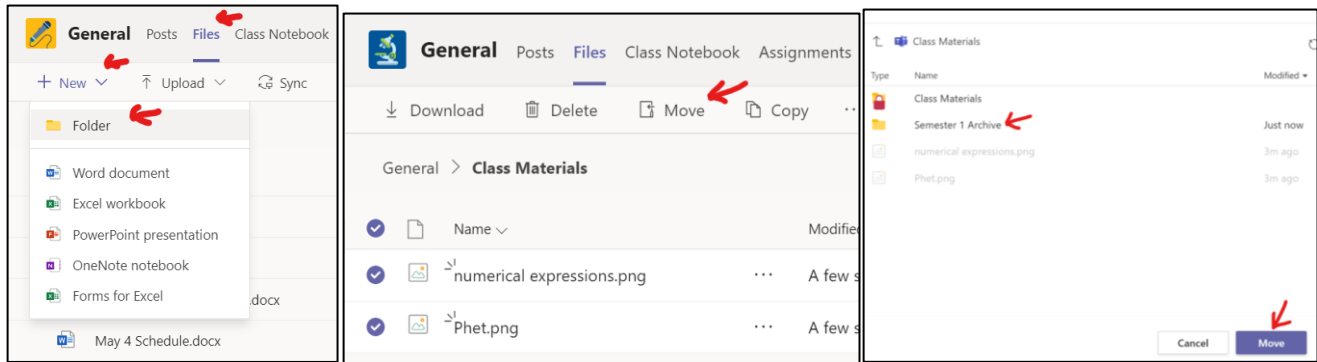 General Posts Files Class Notebook
+ New Upload Sync
Folder
Word document
Excel workbook
PowerPoint presentation
OneNote notebook
Forms for Excel
.docx
May 4 Schedule.docx
General Posts Files Class Notebook Assignments
Download Delete Move Copy ...
General > Class Materials
Name Modified
numerical expressions.png ... A few s
Phet.png ... A few s
Class Materials
Type Name Modified
Class Materials
Semester 1 Archive Just now
numerical expressions.png 3m ago
Phet.png 3m ago
Cancel Move